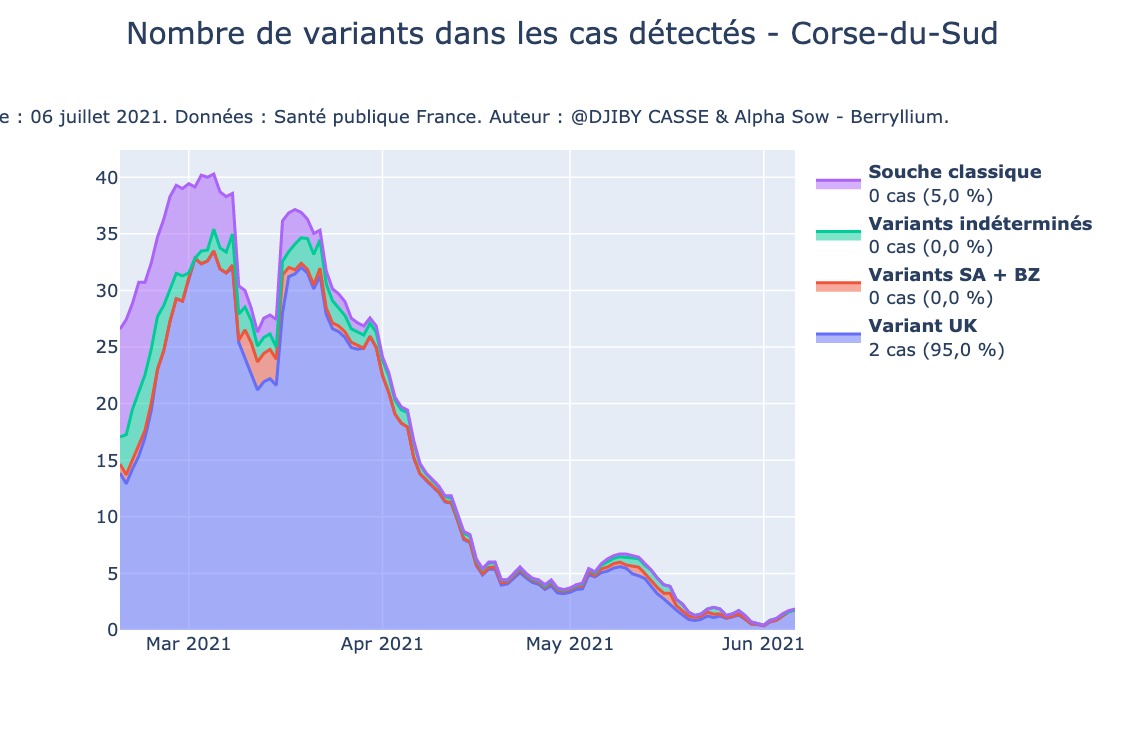 Nombre de variants dans les cas détectés - Corse-du-Sud
: 06 juillet 2021. Données : Santé publique France. Auteur : @DJIBY CASSE & Alpha Sow - Berryllium.
40
35
30
25
20
15
10
5
0
Mar 2021
Apr 2021
May 2021
Jun 2021
Souche classique
0 cas (5,0 %)
Variants indéterminés
0 cas (0,0 %)
Variants SA + BZ
0 cas (0,0 %)
Variant UK
2 cas (95,0 %)